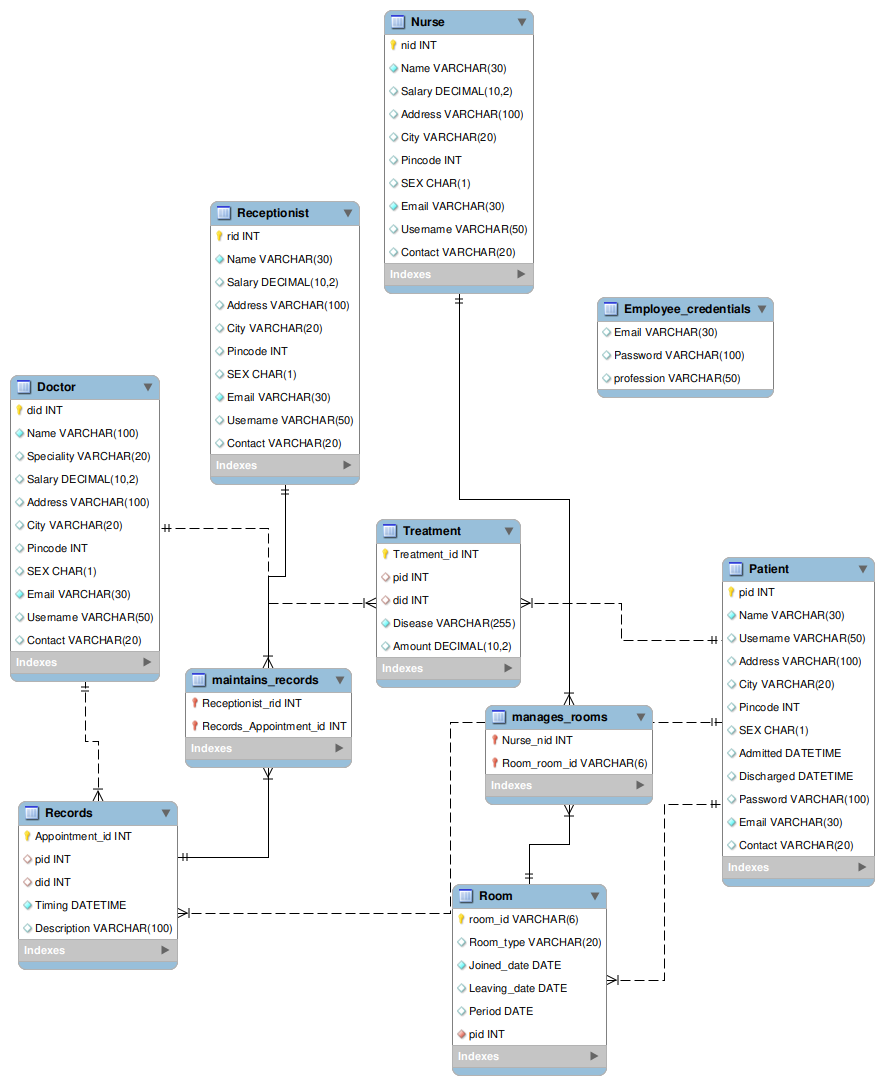 Nurse
nid INT
Name VARCHAR(30)
Salary DECIMAL(10,2)
Address VARCHAR(100)
City VARCHAR(20)
Pincode INT
SEX CHAR(1)
Email VARCHAR(30)
Username VARCHAR(50)
Contact VARCHAR(20)
Indexes
Receptionist
rid INT
Name VARCHAR(30)
Salary DECIMAL(10,2)
Address VARCHAR(100)
City VARCHAR(20)
Pincode INT
SEX CHAR(1)
Email VARCHAR(30)
Username VARCHAR(50)
Contact VARCHAR(20)
Indexes
Employee_credentials
Email VARCHAR(30)
Password VARCHAR(100)
profession VARCHAR(50)
Doctor
did INT
Name VARCHAR(100)
Speciality VARCHAR(20)
Salary DECIMAL(10,2)
Address VARCHAR(100)
City VARCHAR(20)
Pincode INT
SEX CHAR(1)
Email VARCHAR(30)
Username VARCHAR(50)
Contact VARCHAR(20)
Indexes
Treatment
Treatment_id INT
pid INT
did INT
Disease VARCHAR(255)
Amount DECIMAL(10,2)
Indexes
Patient
pid INT
Name VARCHAR(30)
Username VARCHAR(50)
Address VARCHAR(100)
City VARCHAR(20)
Pincode INT
SEX CHAR(1)
Admitted DATETIME
Discharged DATETIME
Password VARCHAR(100)
Email VARCHAR(30)
Contact VARCHAR(20)
Indexes
maintains_records
Receptionist_rid INT
Records_Appointment_id INT
Indexes
manages_rooms
Nurse_nid INT
Room_room_id VARCHAR(6)
Indexes
Records
Appointment_id INT
pid INT
did INT
Timing DATETIME
Description VARCHAR(100)
Indexes
Room
room_id VARCHAR(6)
Room_type VARCHAR(20)
Joined_date DATE
Leaving_date DATE
Period DATE
pid INT
Indexes